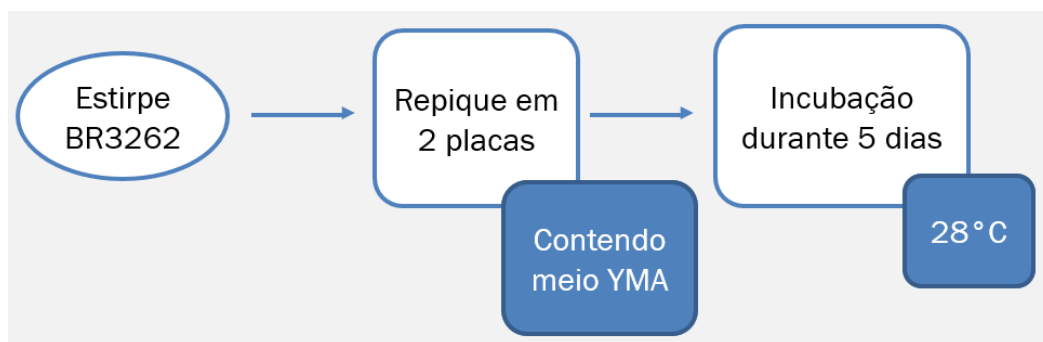 Estirpe
BR3262
Repique em
2 placas
Contendo
meio YMA
Incubação
durante 5 dias
28°C